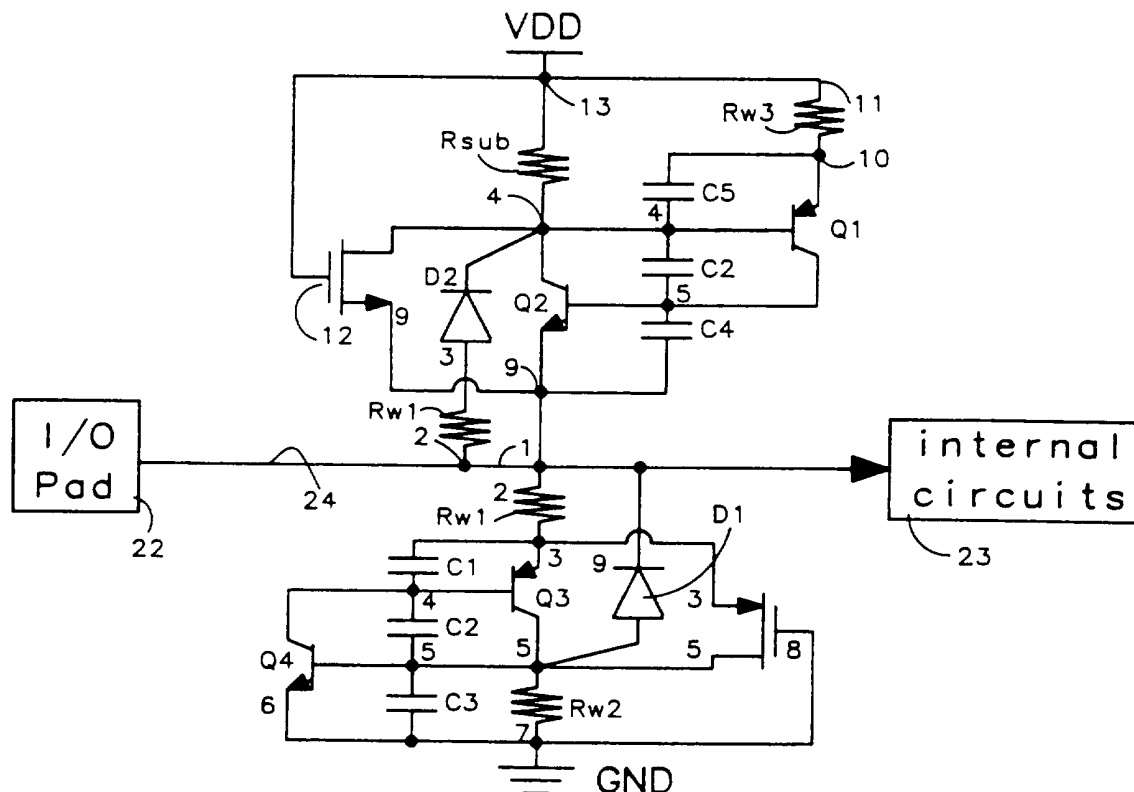 VDD
13
11
Rw3
Rsub
10
4
C5
4
Q1
D2
C2
Q2
5
12
9
C4
3
9
Rw1
I/O
Pad
2
1
internal
circuits
24
2
22
Rw1
D1
23
C1
3
9
4
Q3
3
C2
Q4
5
5
5
8
6
C3
Rw2
7
GND